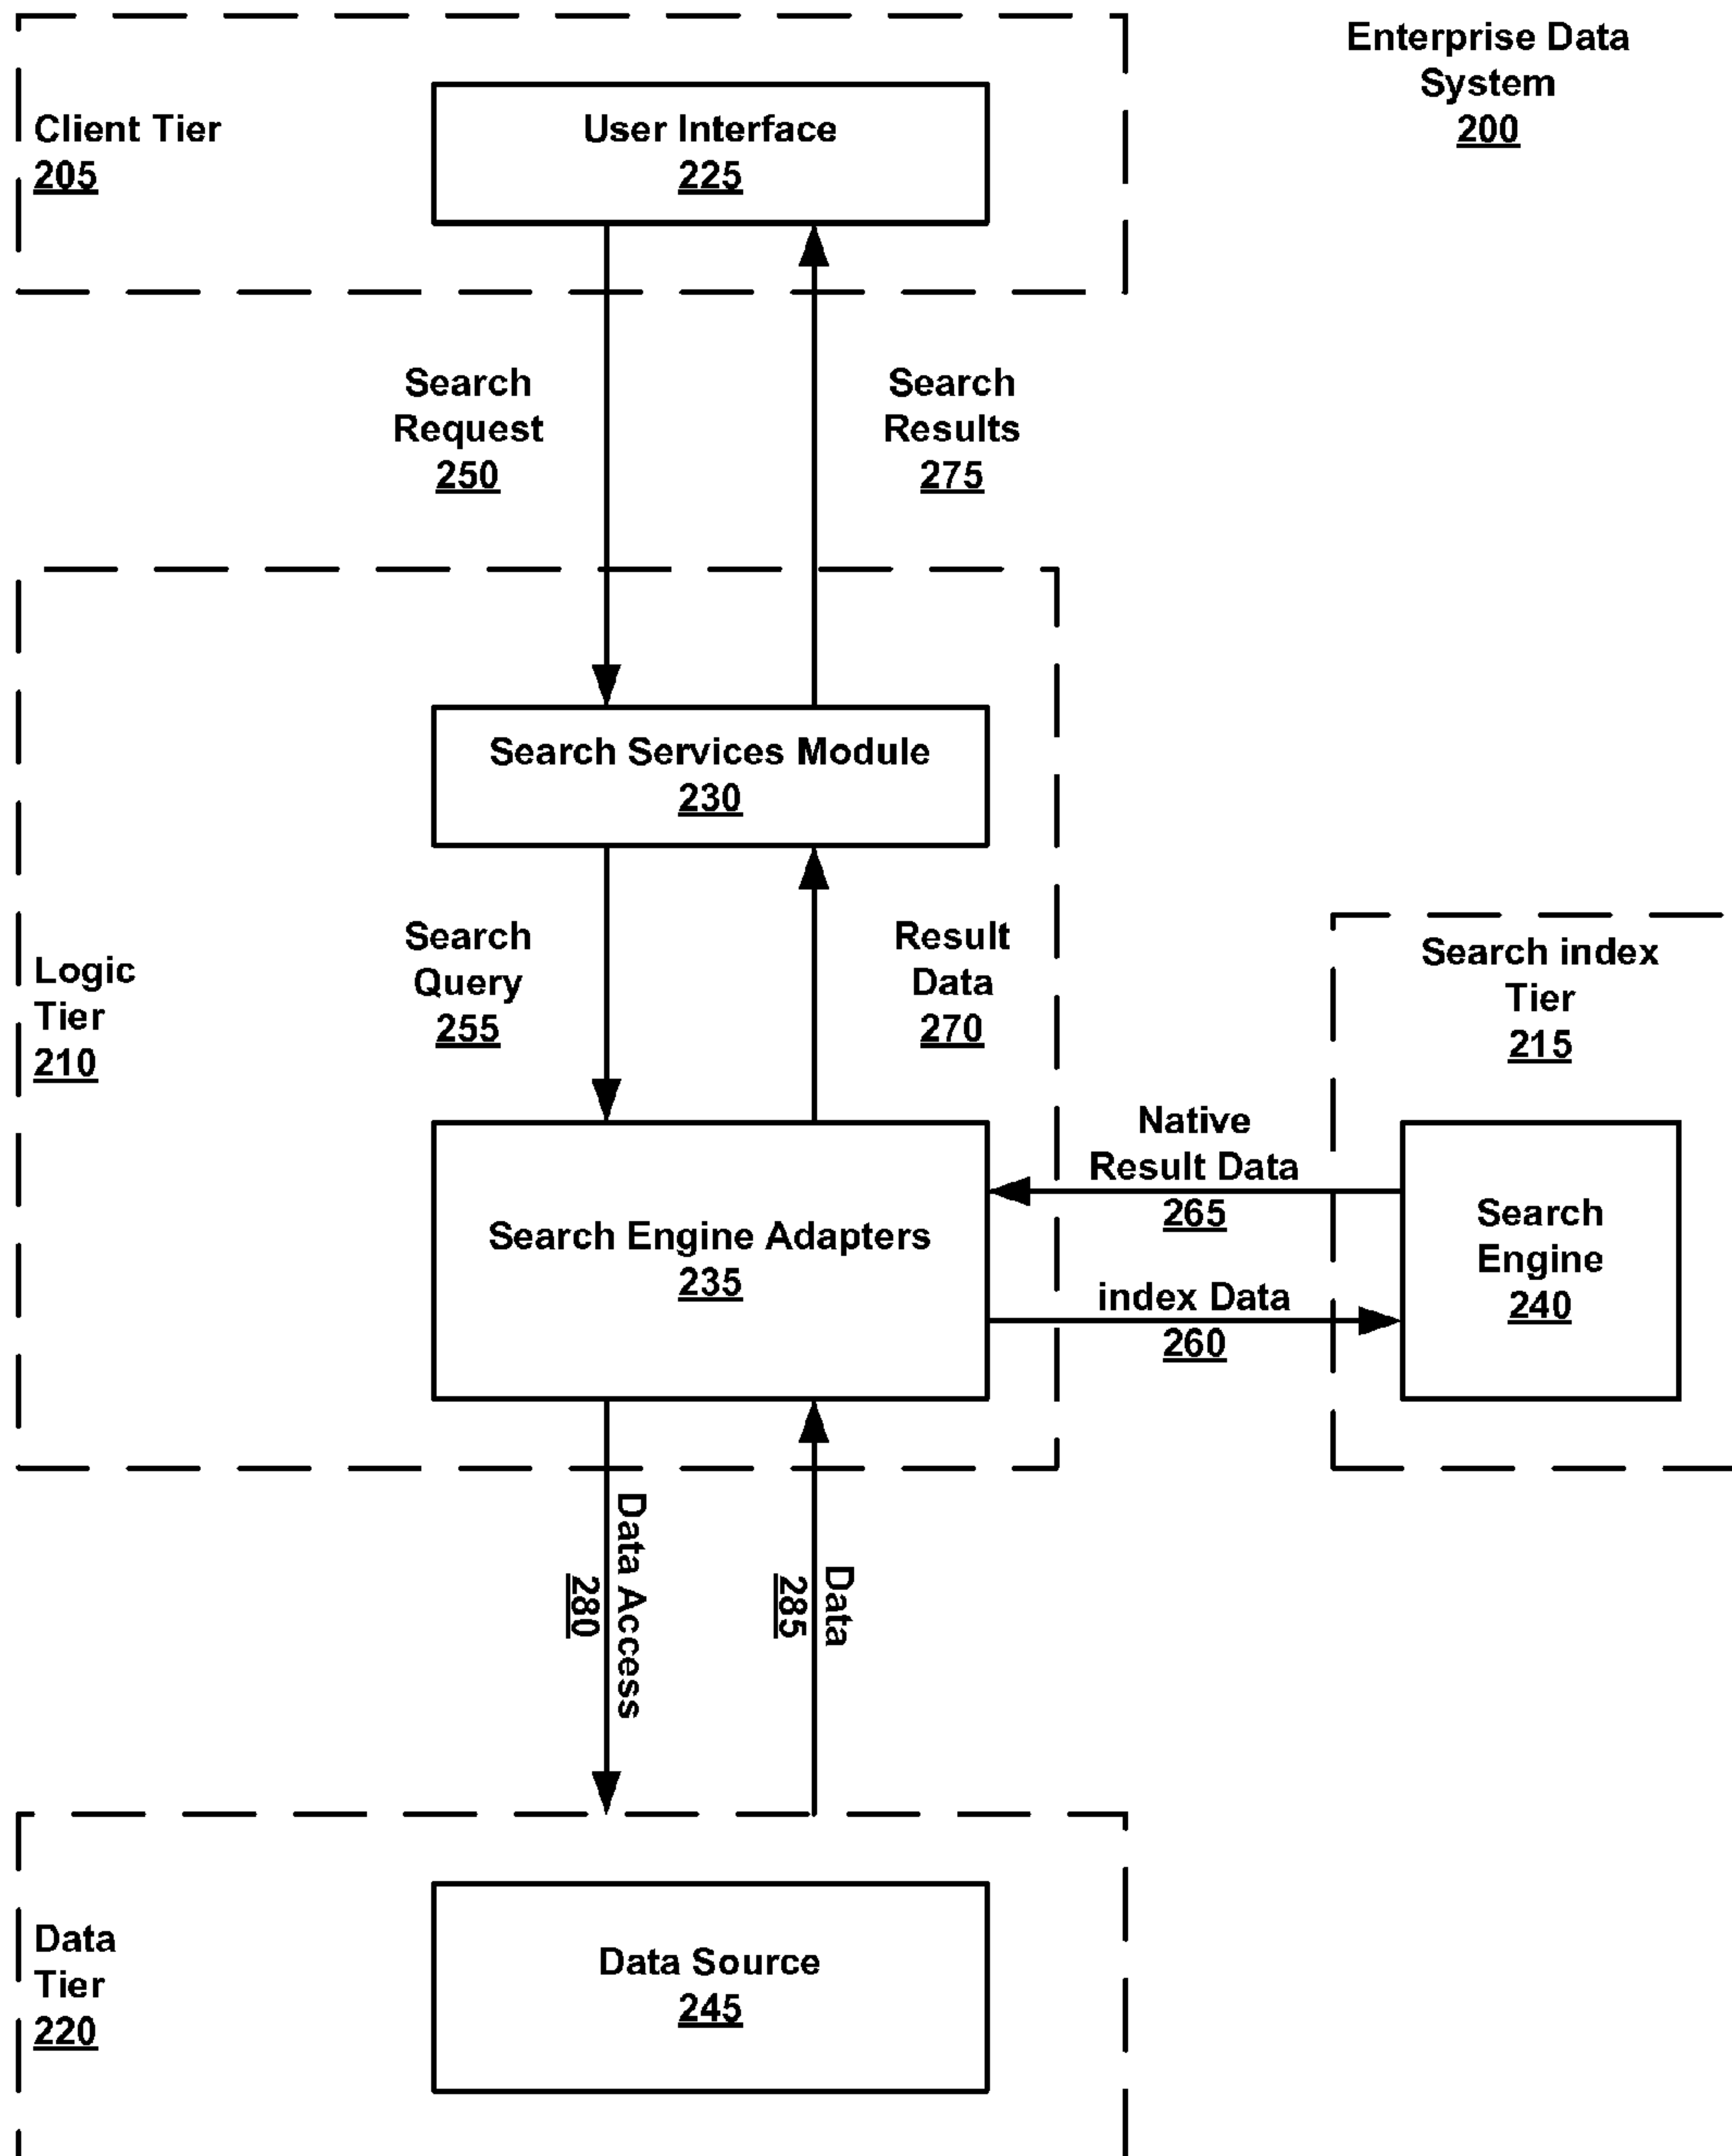 Enterprise Data
System
200
Client Tier
205
User Interface
225
Search
Request
250
Search
Results
275
Search Services Module
230
Logic
Tier
210
Search
Query
255
Result
Data
270
Search index
Tier
215
Native
Result Data
265
Search Engine Adapters
235
Search
Engine
240
index Data
260
Data Access
280
Data
285
Data
Tier
220
Data Source
245